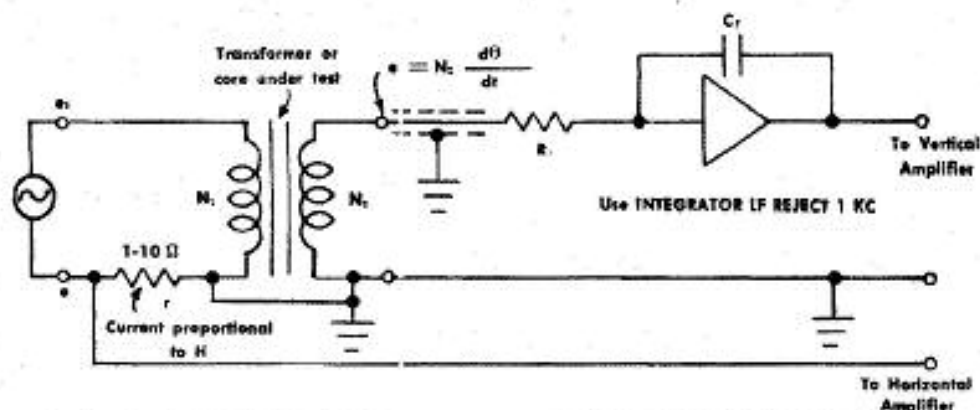 Transformer or
core under test
e = N₂ dθ
dt
Cf
e₁
N₁
N₂
R₁
To Vertical
Amplifier
Use INTEGRATOR LF REJECT 1 KC
1-10 Ω
e
r
Current proportional
to H
To Horizontal
Amplifier